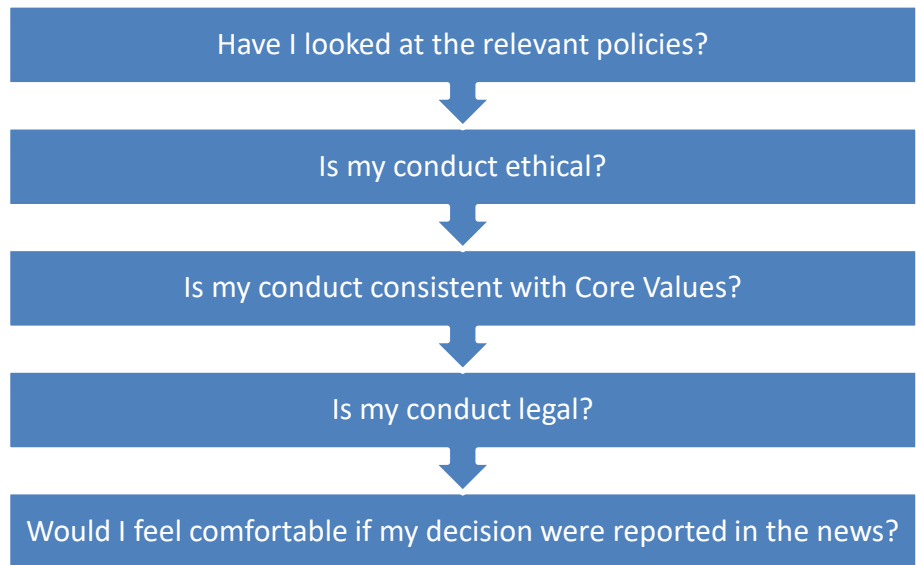 Have I looked at the relevant policies?
Is my conduct ethical?
Is my conduct consistent with Core Values?
Is my conduct legal?
Would I feel comfortable if my decision were reported in the news?